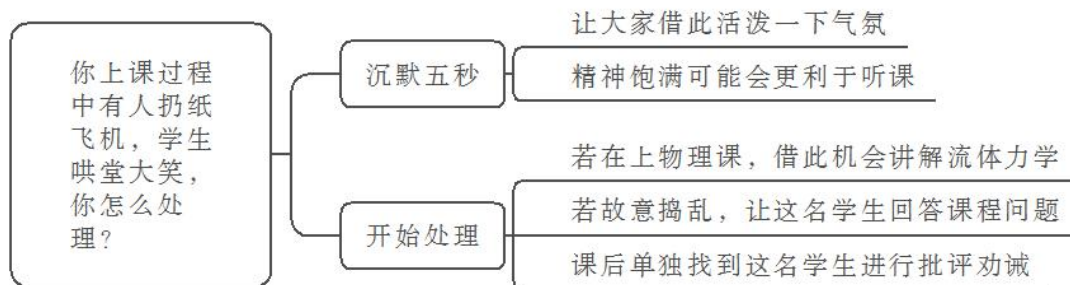 你上课过程
中有人扔纸
飞机，学生
哄堂大笑，
你怎么处
理？
沉默五秒
让大家借此活泼一下气氛
精神饱满可能会更利于听课
开始处理
若在上物理课，借此机会讲解流体力学
若故意捣乱，让这名学生回答课程问题
课后单独找到这名学生进行批评劝诫